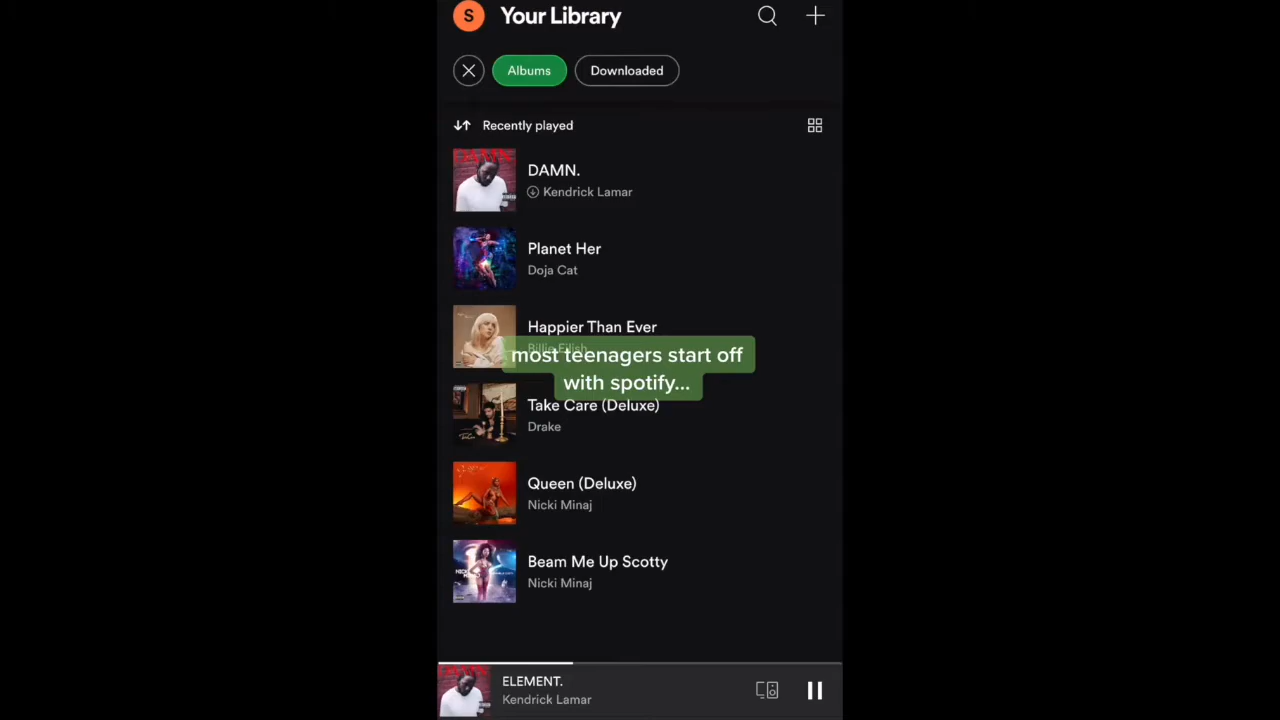 S
Your Library
Albums
Downloaded
Recently played
DAMN.
Kendrick Lamar
Planet Her
Doja Cat
Happier Than Ever
Billie Eilish
most teenagers start off
with spotify...
Take Care (Deluxe)
Drake
Queen (Deluxe)
Nicki Minaj
Beam Me Up Scotty
Nicki Minaj
ELEMENT.
Kendrick Lamar